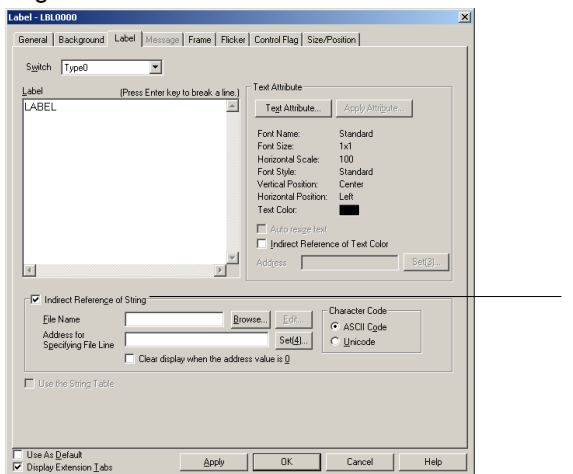 Label - LBL0000
General Background Label Message Frame Flicker Control Flag Size/Position
Switch Type0
Label (Press Enter key to break a line.)
LABEL
Text Attribute
Text Attribute... Apply Attribute...
Font Name: Standard
Font Size: 1x1
Horizontal Scale: 100
Font Style: Standard
Vertical Position: Center
Horizontal Position: Left
Text Color:
Auto resize text
Indirect Reference of Text Color
Address Set(3)...
Indirect Reference of String
File Name Browse... Edit...
Address for
Specifying File Line Set(4)...
Clear display when the address value is 0
Character Code
ASCII Code
Unicode
Use the String Table
Use As Default
Display Extension Tabs
Apply OK Cancel Help